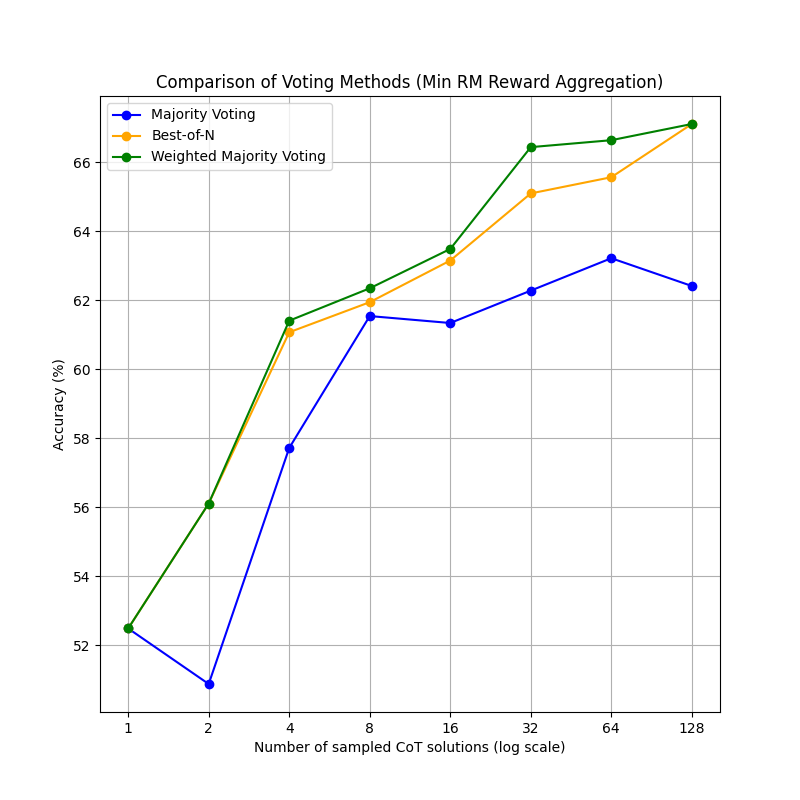 Comparison of Voting Methods (Min RM Reward Aggregation)
Majority Voting
Best-of-N
Weighted Majority Voting
Accuracy (%)
66
64
62
60
58
56
54
52
1 2 4 8 16 32 64 128
Number of sampled CoT solutions (log scale)